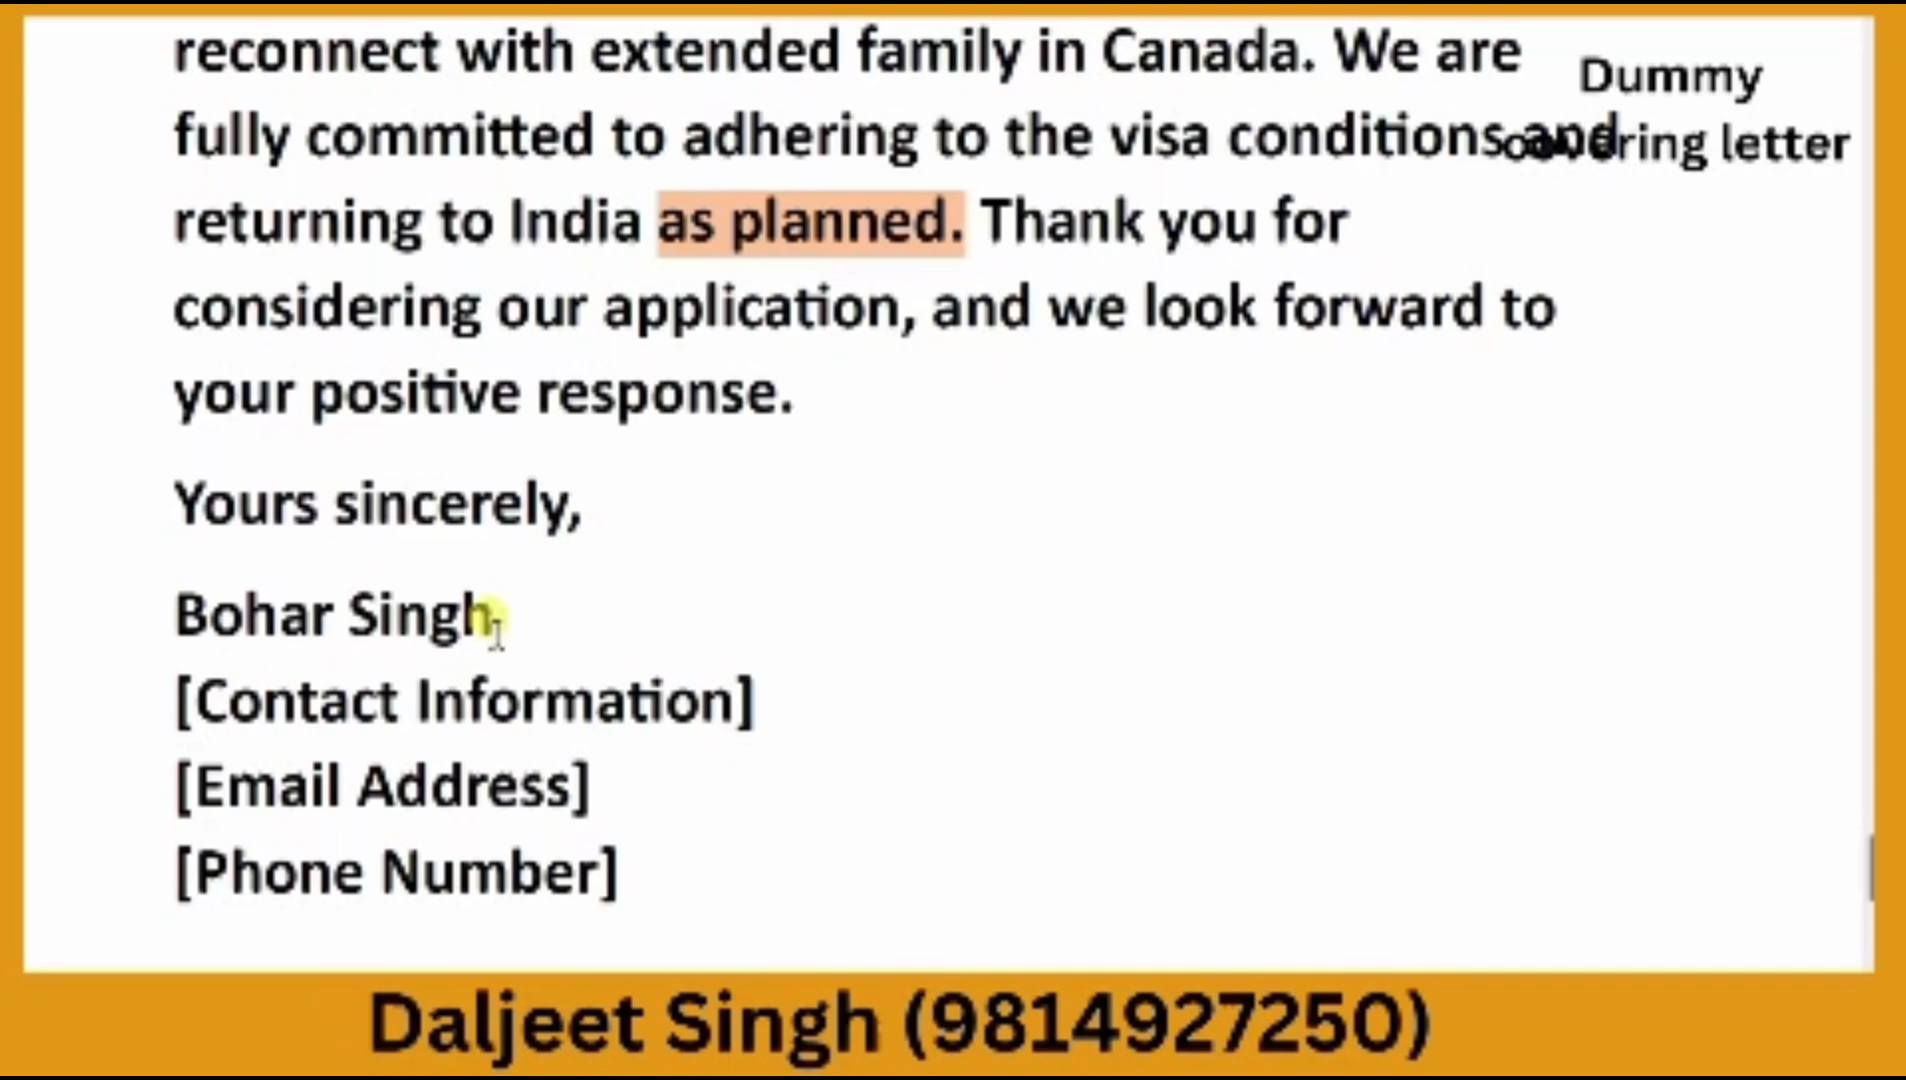 reconnect with extended family in Canada. We are
Dummy
fully committed to adhering to the visa conditions and
covering letter
returning to India as planned. Thank you for
considering our application, and we look forward to
your positive response.
Yours sincerely,
Bohar Singh
[Contact Information]
[Email Address]
[Phone Number]
Daljeet Singh (9814927250)